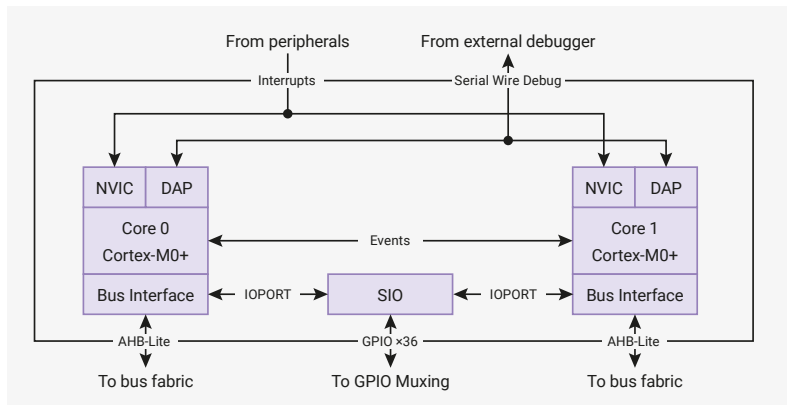 From peripherals
From external debugger
Interrupts
Serial Wire Debug
NVIC
DAP
NVIC
DAP
Core 0
Cortex-M0+
Core 1
Cortex-M0+
Events
Bus Interface
IOPORT
SIO
IOPORT
Bus Interface
AHB-Lite
GPIO ×36
AHB-Lite
To bus fabric
To GPIO Muxing
To bus fabric